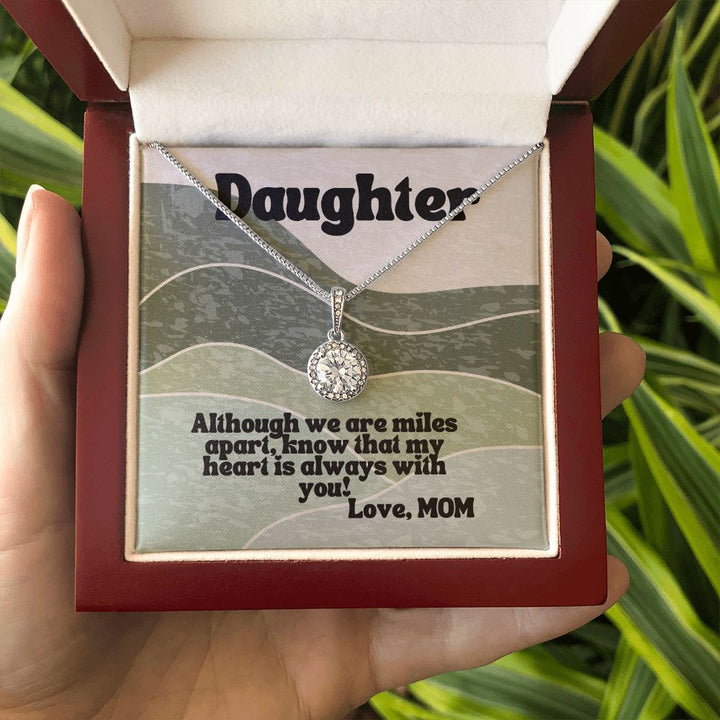 Daughter
Although we are miles
apart, know that my
heart is always with
you!
Love, MOM